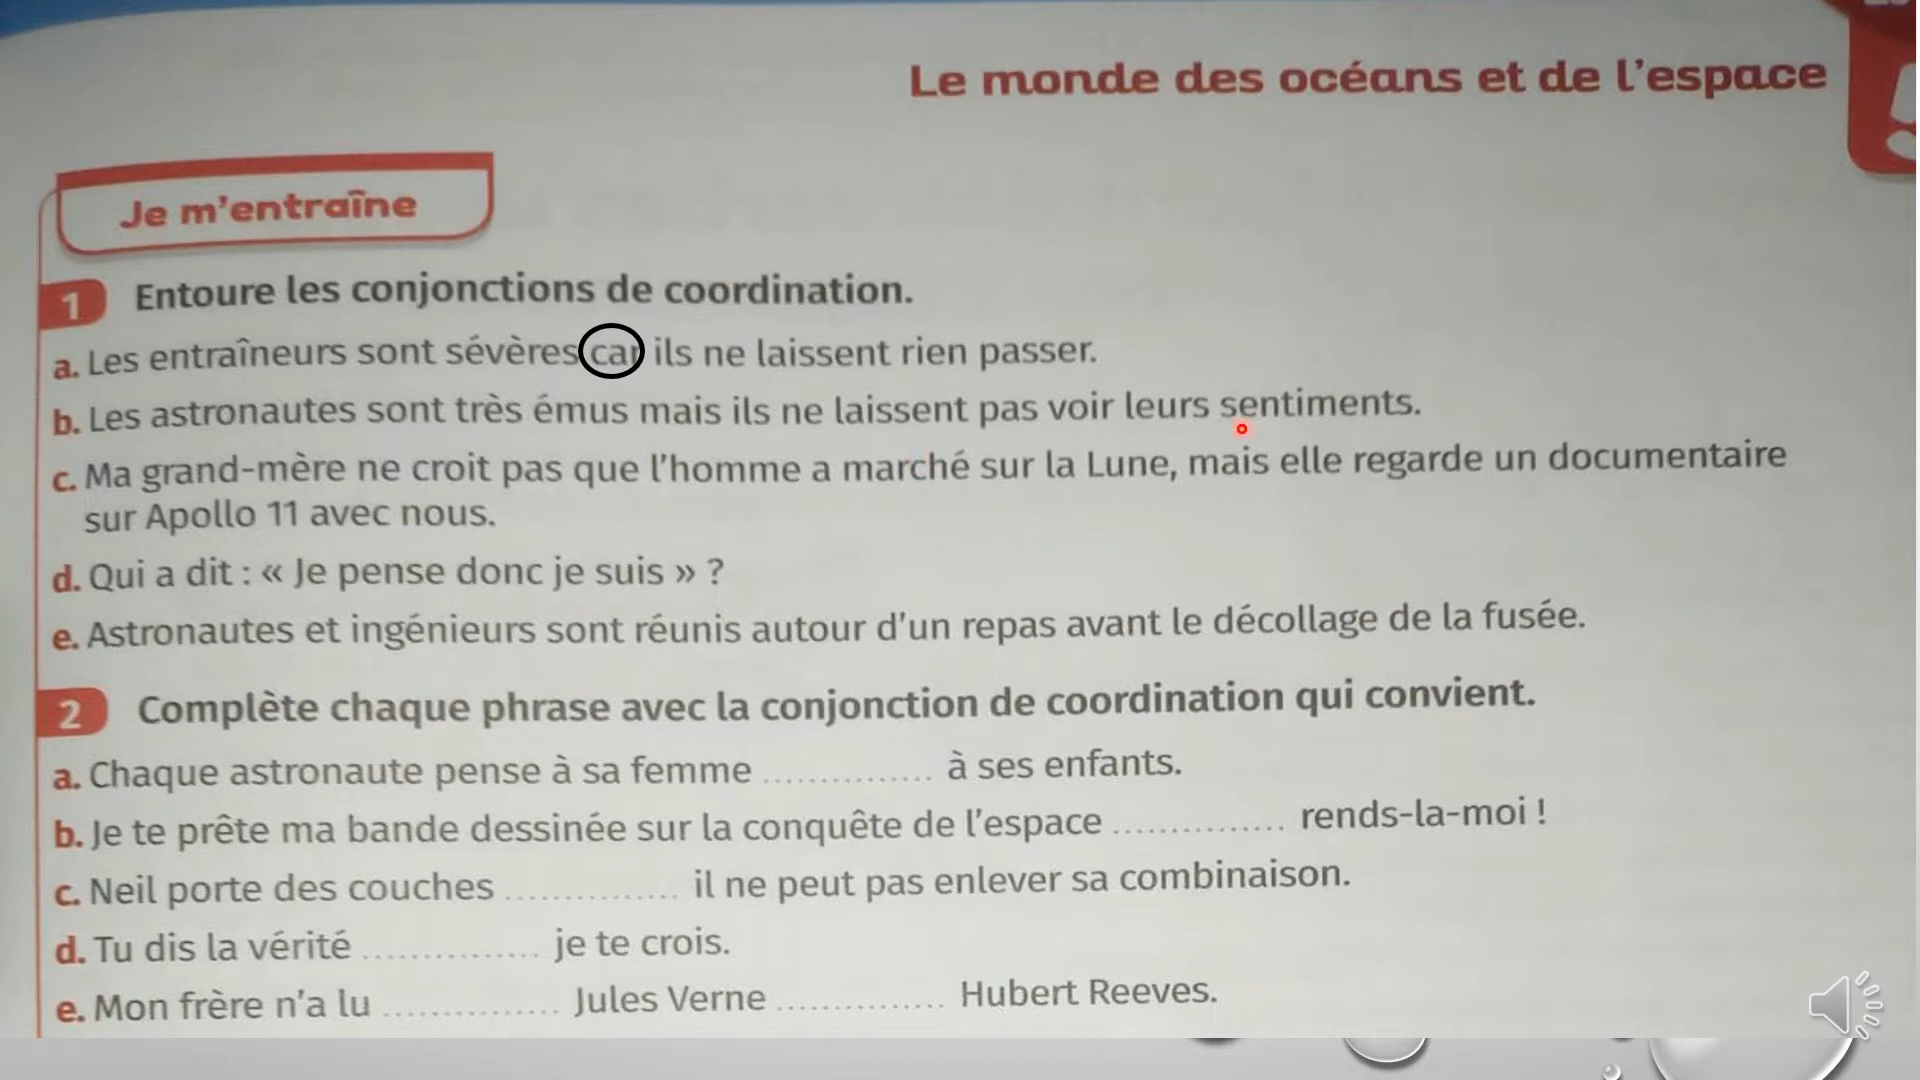 Le monde des océans et de l'espace
Je m'entraîne
1 Entoure les conjonctions de coordination.
a. Les entraîneurs sont sévères car ils ne laissent rien passer.
b. Les astronautes sont très émus mais ils ne laissent pas voir leurs sentiments.
c. Ma grand-mère ne croit pas que l'homme a marché sur la Lune, mais elle regarde un documentaire
sur Apollo 11 avec nous.
d. Qui a dit : « Je pense donc je suis » ?
e. Astronautes et ingénieurs sont réunis autour d'un repas avant le décollage de la fusée.
2 Complète chaque phrase avec la conjonction de coordination qui convient.
a. Chaque astronaute pense à sa femme .............. à ses enfants.
b. Je te prête ma bande dessinée sur la conquête de l'espace .............. rends-la-moi !
c. Neil porte des couches .............. il ne peut pas enlever sa combinaison.
d. Tu dis la vérité .............. je te crois.
e. Mon frère n'a lu .............. Jules Verne .............. Hubert Reeves.